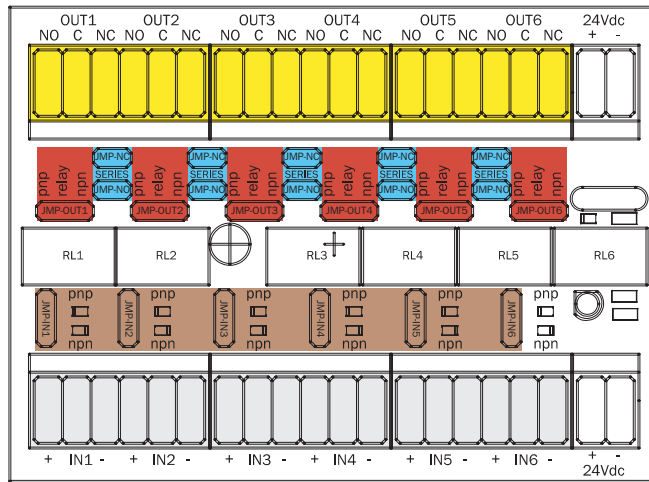 OUT1 OUT2 OUT3 OUT4 OUT5 OUT6 24Vdc
NO C NC NO C NC NO C NC NO C NC NO C NC NO C NC + -
JMP-NC JMP-NC JMP-NC JMP-NC JMP-NC
pnp relay npn SERIES pnp relay npn SERIES pnp relay npn SERIES pnp relay npn SERIES pnp relay npn SERIES pnp relay npn
JMP-NO JMP-NO JMP-NO JMP-NO JMP-NO
JMP-OUT1 JMP-OUT2 JMP-OUT3 JMP-OUT4 JMP-OUT5 JMP-OUT6
RL1 RL2 RL3 RL4 RL5 RL6
pnp pnp pnp pnp pnp pnp
JMP-IN1 JMP-IN2 JMP-IN3 JMP-IN4 JMP-IN5 JMP-IN6
npn npn npn npn npn npn
+ IN1 - + IN2 - + IN3 - + IN4 - + IN5 - + IN6 - + -
24Vdc